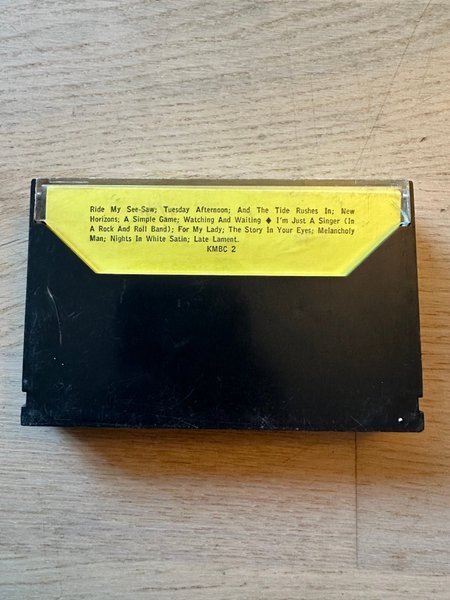 Ride My See-Saw; Tuesday Afternoon; And The Tide Rushes In; New
Horizons; A Simple Game; Watching And Waiting ♦ I'm Just A Singer (In
A Rock And Roll Band); For My Lady; The Story In Your Eyes; Melancholy
Man; Nights In White Satin; Late Lament.
KMBC 2